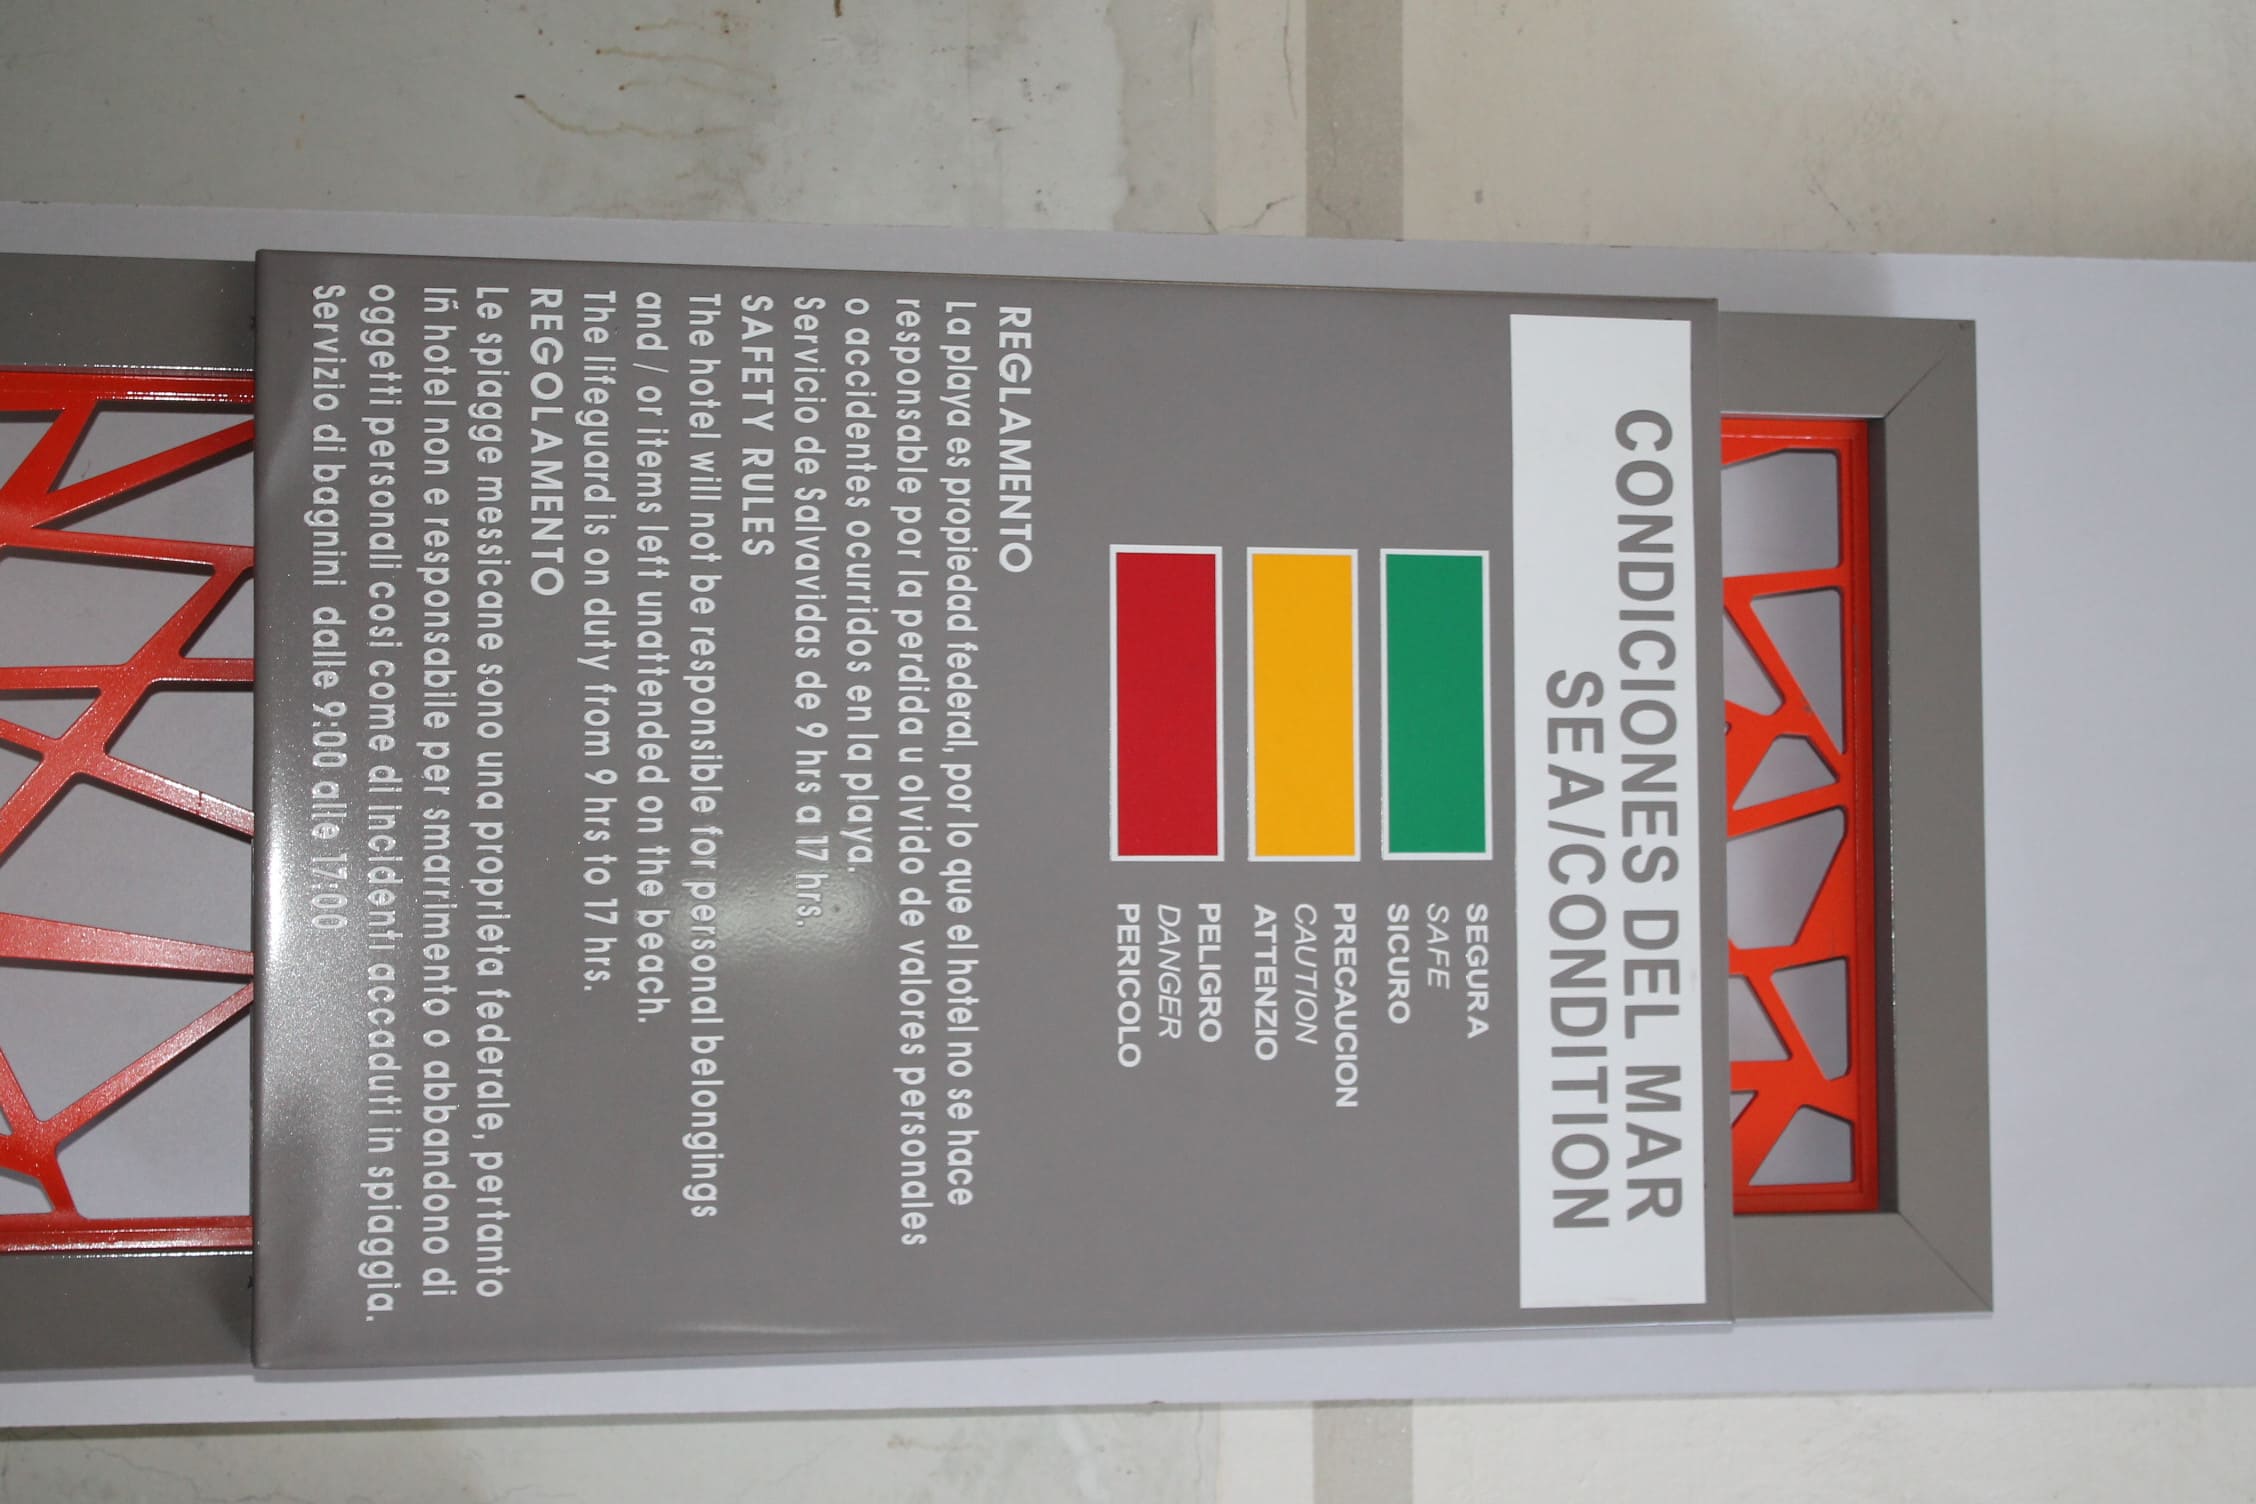 CONDICIONES DEL MAR
SEA/CONDITION
SEGURA
SAFE
SICURO
PRECAUCION
CAUTION
ATTENZIO
PELIGRO
DANGER
PERICOLO
REGLAMENTO
La playa es propiedad federal, por lo que el hotel no se hace
responsable por la perdida u olvido de valores personales
o accidentes ocurridos en la playa.
Servicio de Salvavidas de 9 hrs a 17 hrs.
SAFETY RULES
The hotel will not be responsible for personal belongings
and / or items left unattended on the beach.
The lifeguard is on duty from 9 hrs to 17 hrs.
REGOLAMENTO
Le spiagge messicane sono una proprieta federale, pertanto
Iñ hotel non e responsabile per smarrimento o abbandono di
oggetti personali cosi come di incidenti accaduti in spiaggia.
Servizio di bagnini dalle 9:00 alle 17:00